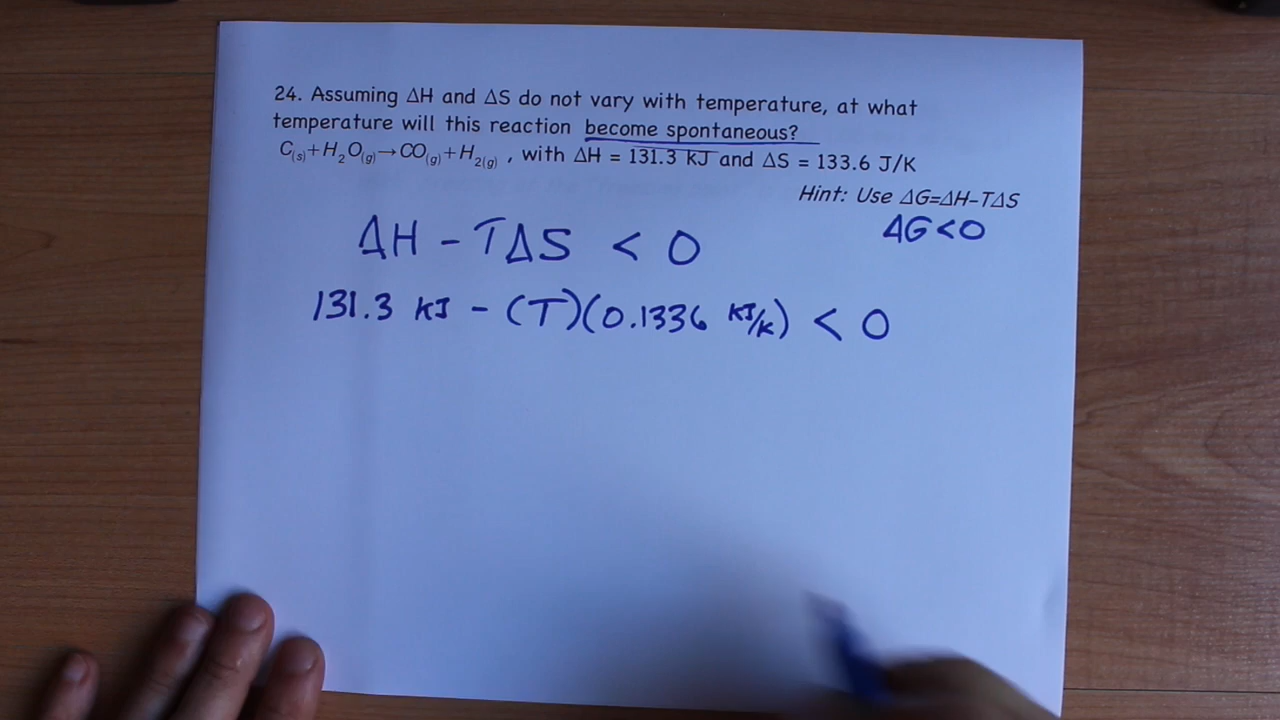 24. Assuming ΔH and ΔS do not vary with temperature, at what
temperature will this reaction become spontaneous?
C(s)+H₂O(g)→CO(g)+H₂(g) , with ΔH = 131.3 kJ and ΔS = 133.6 J/K
Hint: Use ΔG=ΔH-TΔS
ΔG<0
ΔH - TΔS < 0
131.3 kJ - (T)(0.1336 kJ/K) < 0